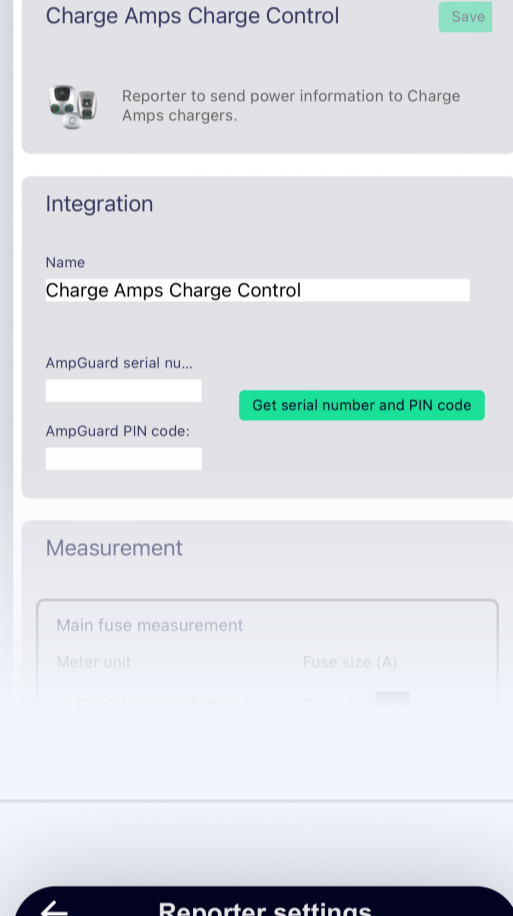 Charge Amps Charge Control
Save
Reporter to send power information to Charge
Amps chargers.
Integration
Name
Charge Amps Charge Control
AmpGuard serial nu...
Get serial number and PIN code
AmpGuard PIN code:
Measurement
Main fuse measurement
Meter unit
Fuse size (A)
Reporter settings